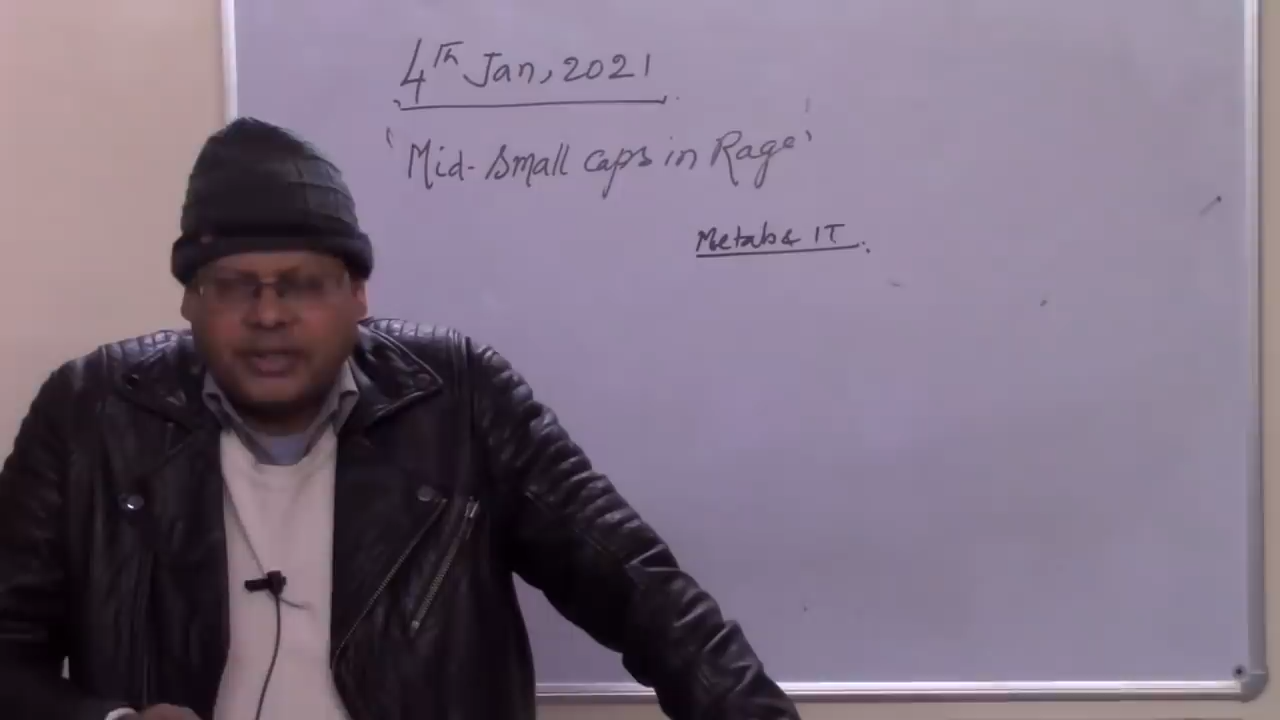 4Th Jan, 2021
'Mid-Small caps in Rage'
Metals & IT.